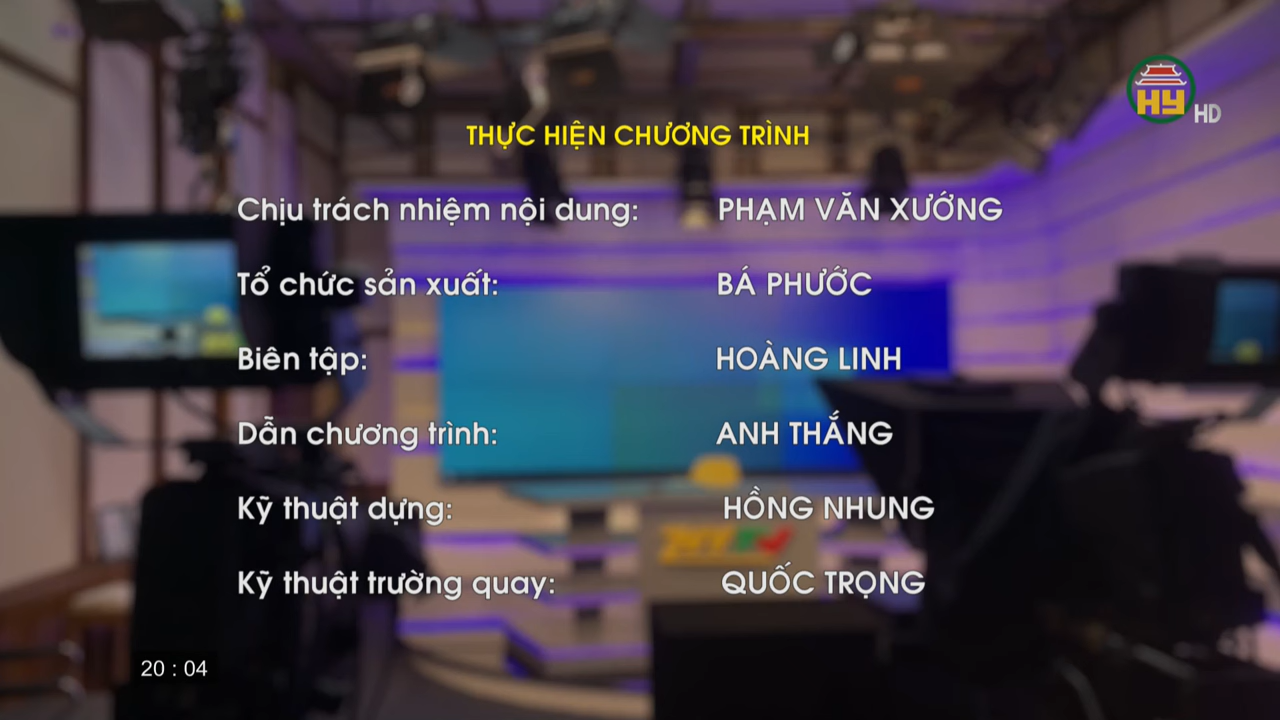 HY HD
THỰC HIỆN CHƯƠNG TRÌNH
Chịu trách nhiệm nội dung: PHẠM VĂN XƯỚNG
Tổ chức sản xuất: BÁ PHƯỚC
Biên tập: HOÀNG LINH
Dẫn chương trình: ANH THẮNG
Kỹ thuật dựng: HỒNG NHUNG
Kỹ thuật trường quay: QUỐC TRỌNG
20 : 04